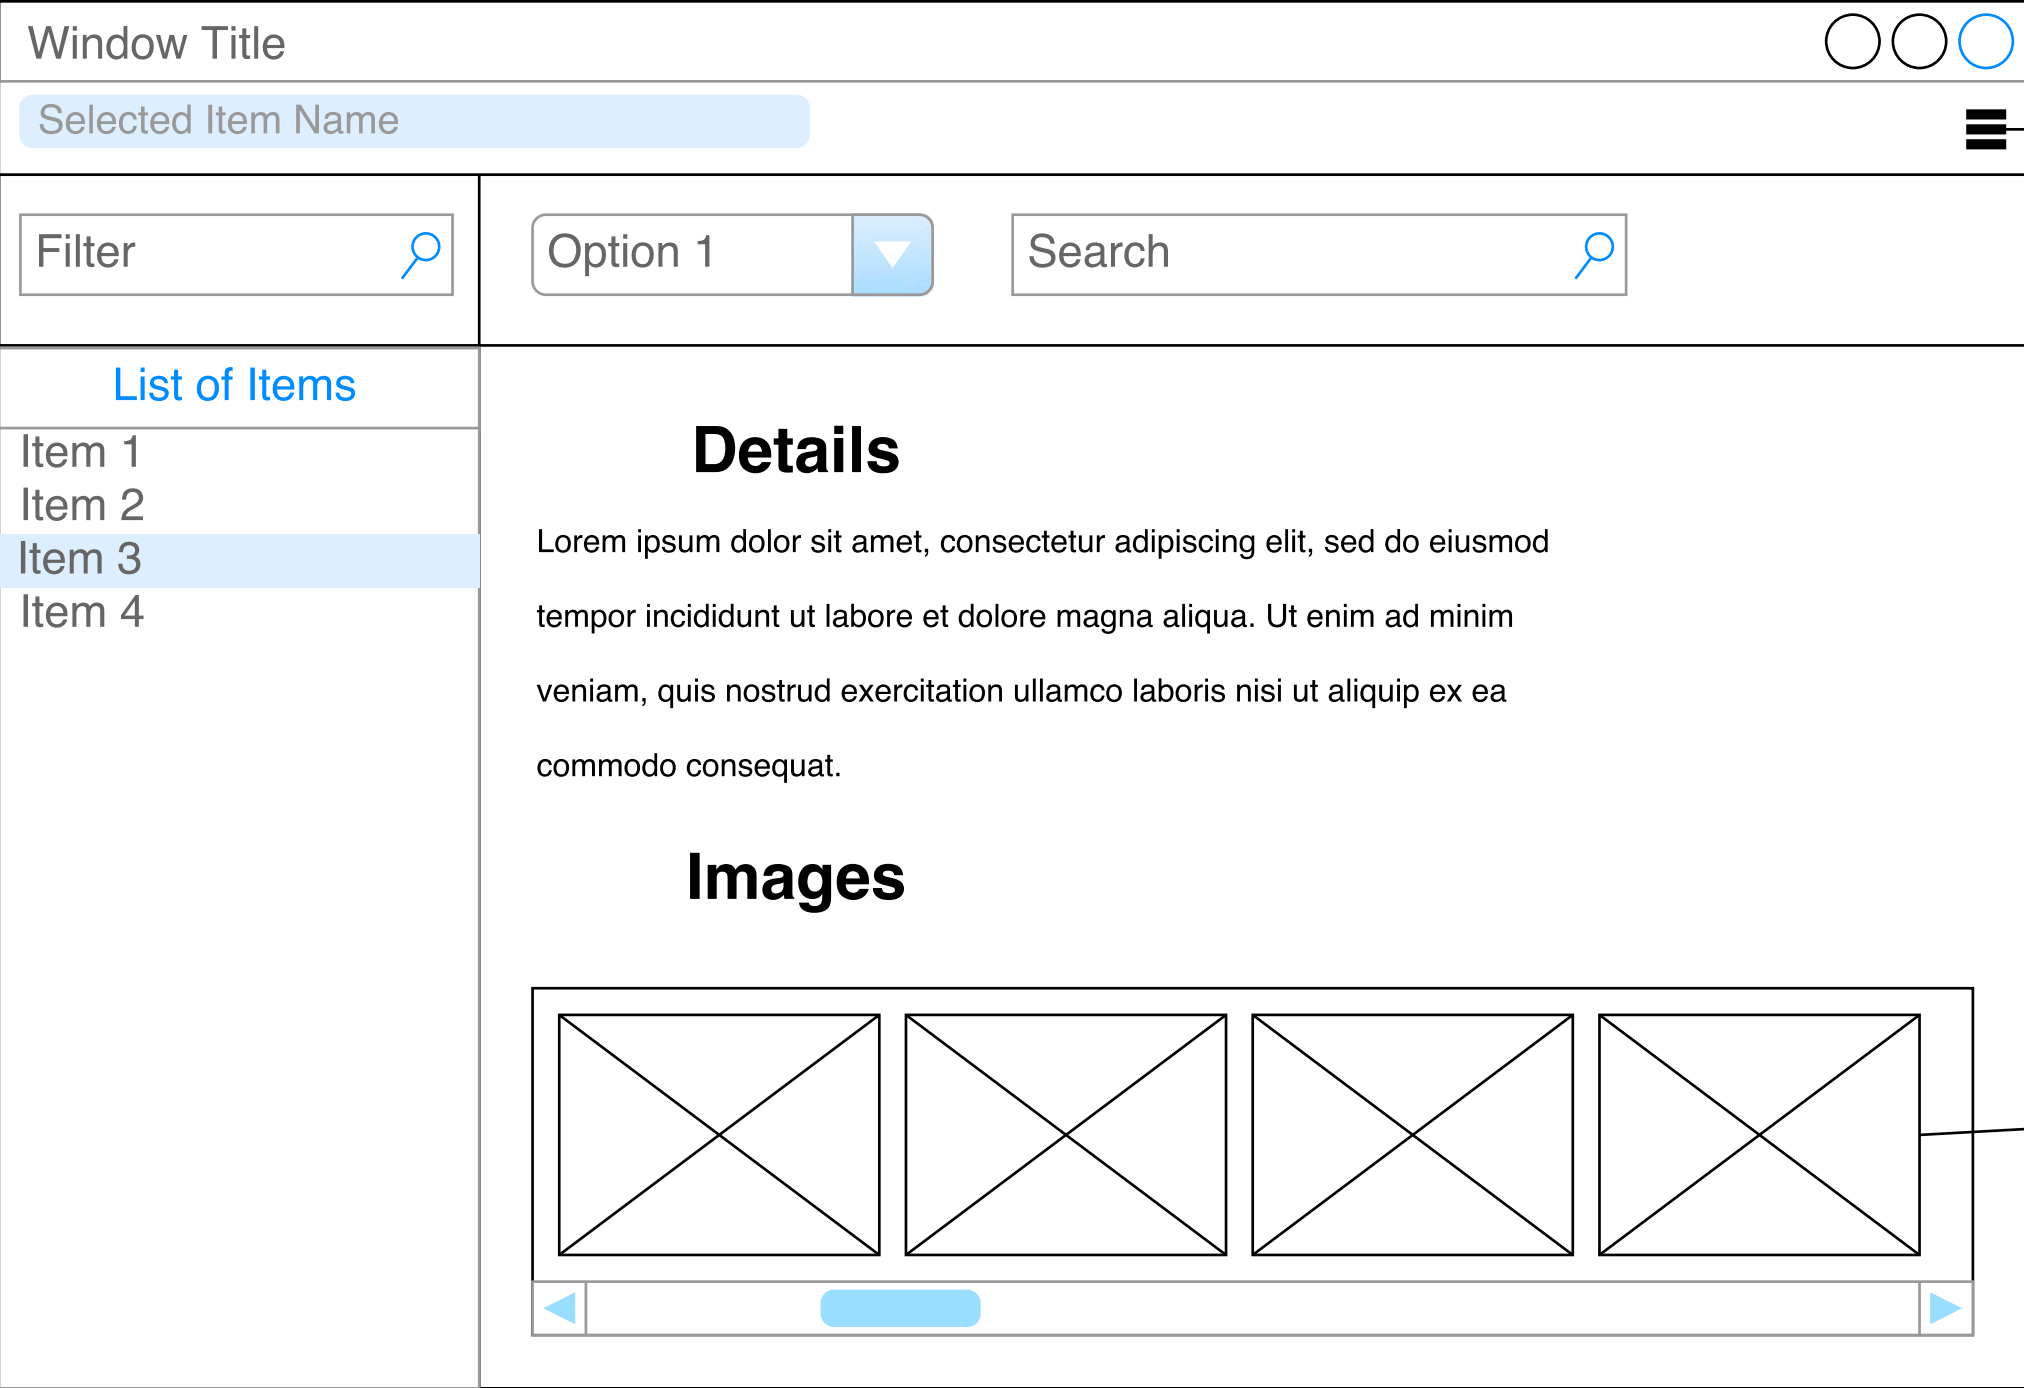 Window Title
Selected Item Name
Filter
Option 1
Search
List of Items
Item 1
Item 2
Item 3
Item 4
Details
Lorem ipsum dolor sit amet, consectetur adipiscing elit, sed do eiusmod
tempor incididunt ut labore et dolore magna aliqua. Ut enim ad minim
veniam, quis nostrud exercitation ullamco laboris nisi ut aliquip ex ea
commodo consequat.
Images